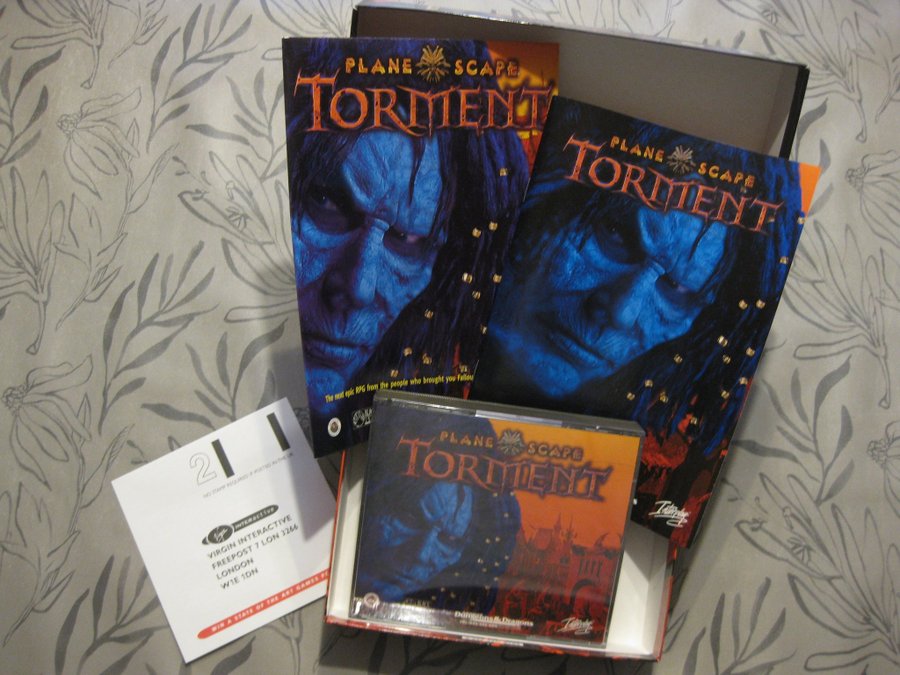 PLANE SCAPE
TORMENT
The next epic RPG from the people who brought you Fallou
PLANE SCAPE
TORMENT
Interplay
PLANE SCAPE
TORMENT
Dungeons & Dragons
Interplay
2
NO STAMP REQUIRED IF POSTED IN THE UK
Virgin INTERACTIVE
VIRGIN INTERACTIVE
FREEPOST 7 LON 3266
LONDON
W1E 1DN
WIN A STATE OF THE ART GAMES